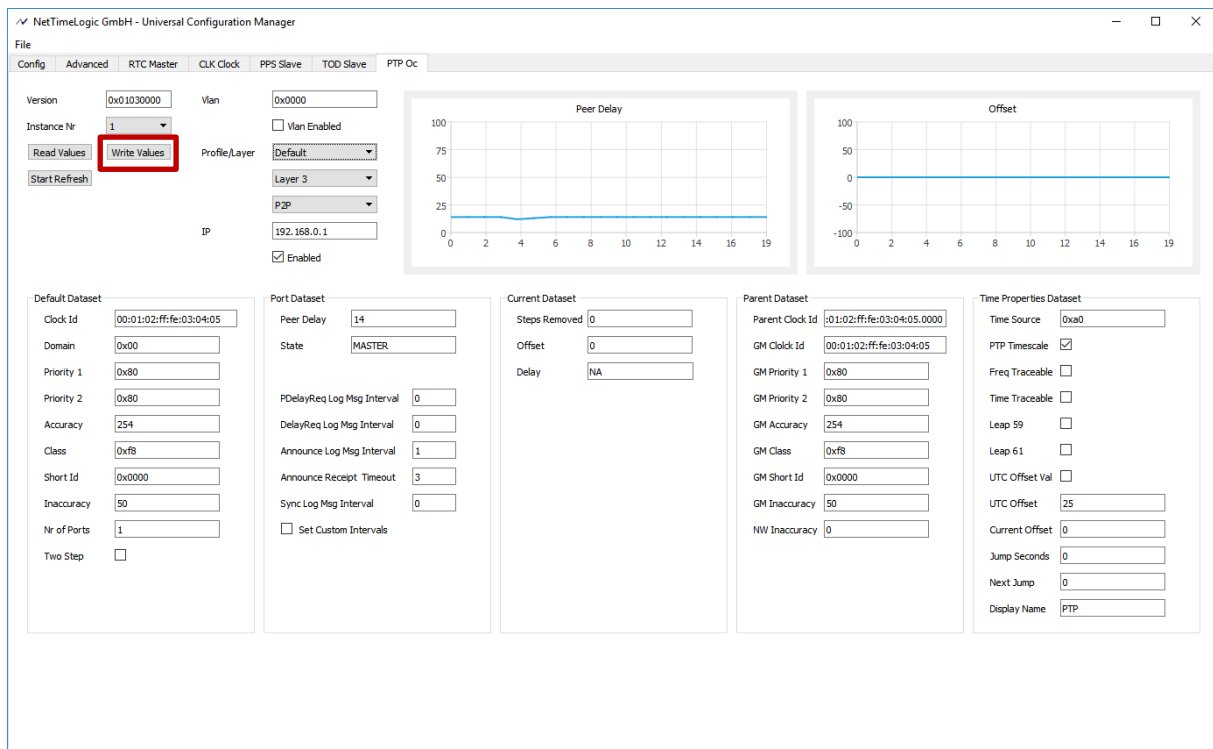 NetTimeLogic GmbH - Universal Configuration Manager
File
Config Advanced RTC Master CLK Clock PPS Slave TOD Slave PTP Oc
Version 0x01030000 Vlan 0x0000
Instance Nr 1 Vlan Enabled
Read Values Write Values Profile/Layer Default
Start Refresh Layer 3
P2P
IP 192.168.0.1
Enabled
Peer Delay
100
75
50
25
0
0 2 4 6 8 10 12 14 16 19
Offset
100
50
0
-50
-100
0 2 4 6 8 10 12 14 16 19
Default Dataset
Clock Id 00:01:02:ff:fe:03:04:05
Domain 0x00
Priority 1 0x80
Priority 2 0x80
Accuracy 254
Class 0xf8
Short Id 0x0000
Inaccuracy 50
Nr of Ports 1
Two Step
Port Dataset
Peer Delay 14
State MASTER
PDelayReq Log Msg Interval 0
DelayReq Log Msg Interval 0
Announce Log Msg Interval 1
Announce Receipt Timeout 3
Sync Log Msg Interval 0
Set Custom Intervals
Current Dataset
Steps Removed 0
Offset 0
Delay NA
Parent Dataset
Parent Clock Id :01:02:ff:fe:03:04:05.0000
GM Clolck Id 00:01:02:ff:fe:03:04:05
GM Priority 1 0x80
GM Priority 2 0x80
GM Accuracy 254
GM Class 0xf8
GM Short Id 0x0000
GM Inaccuracy 50
NW Inaccuracy 0
Time Properties Dataset
Time Source 0xa0
PTP Timescale
Freq Traceable
Time Traceable
Leap 59
Leap 61
UTC Offset Val
UTC Offset 25
Current Offset 0
Jump Seconds 0
Next Jump 0
Display Name PTP